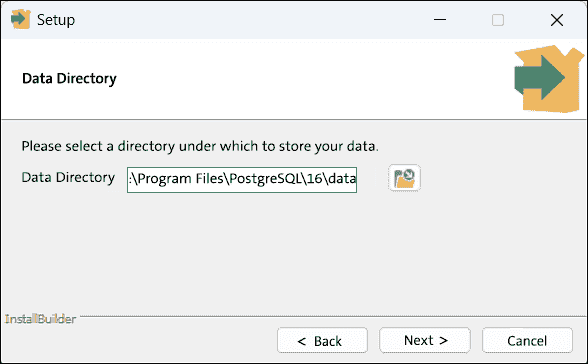 Setup
Data Directory
Please select a directory under which to store your data.
Data Directory :\Program Files\PostgreSQL\16\data
InstallBuilder
< Back Next > Cancel